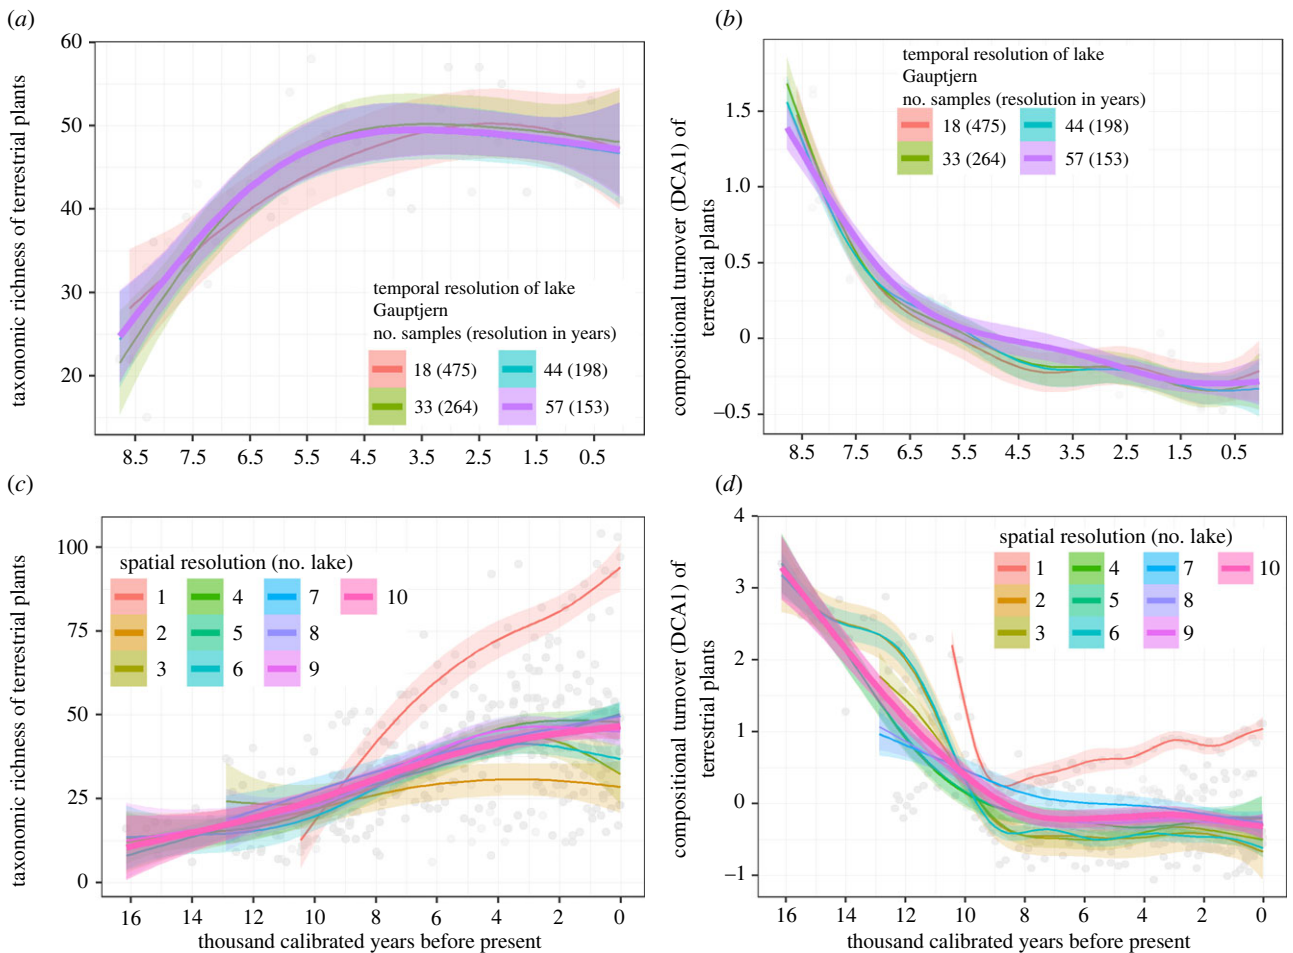 (a)
60
50
40
30
20
taxonomic richness of terrestrial plants
temporal resolution of lake
Gauptjern
no. samples (resolution in years)
18 (475)
44 (198)
33 (264)
57 (153)
8.5 7.5 6.5 5.5 4.5 3.5 2.5 1.5 0.5
(b)
1.5
1.0
0.5
0
−0.5
compositional turnover (DCA1) of
terrestrial plants
temporal resolution of lake
Gauptjern
no. samples (resolution in years)
18 (475)
44 (198)
33 (264)
57 (153)
8.5 7.5 6.5 5.5 4.5 3.5 2.5 1.5 0.5
(c)
100
75
50
25
0
taxonomic richness of terrestrial plants
spatial resolution (no. lake)
1 4 7 10
2 5 8
3 6 9
16 14 12 10 8 6 4 2 0
thousand calibrated years before present
(d)
4
3
2
1
0
−1
compositional turnover (DCA1) of
terrestrial plants
spatial resolution (no. lake)
1 4 7 10
2 5 8
3 6 9
16 14 12 10 8 6 4 2 0
thousand calibrated years before present